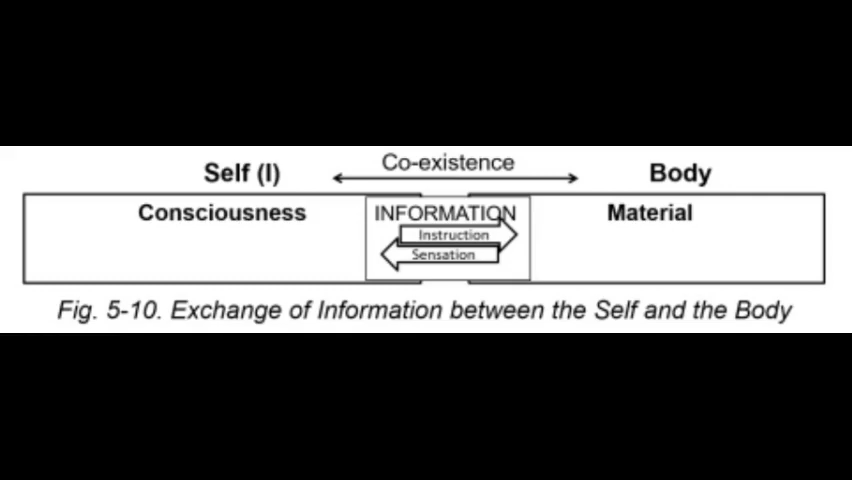 Self (I) Co-existence Body
Consciousness INFORMATION Material
Instruction
Sensation
Fig. 5-10. Exchange of Information between the Self and the Body